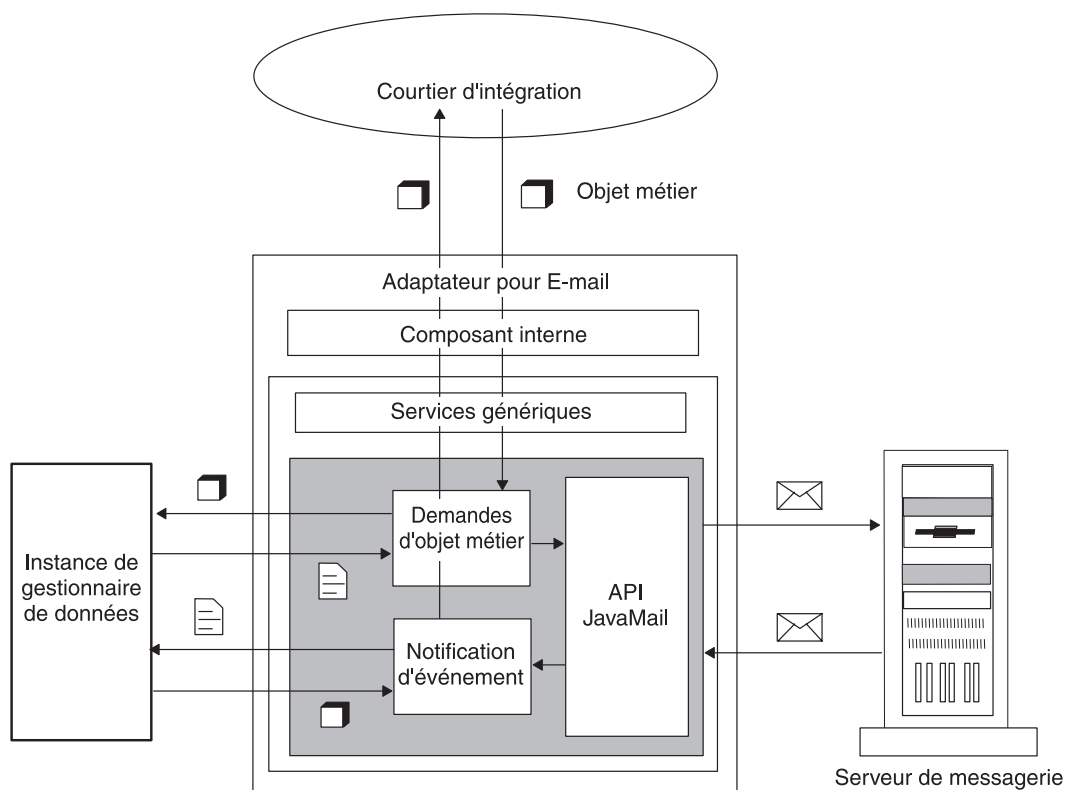 Courtier d'intégration
Objet métier
Adaptateur pour E-mail
Composant interne
Services génériques
Demandes
d'objet métier
Instance de
gestionnaire
de données
API
JavaMail
Notification
d'événement
Serveur de messagerie